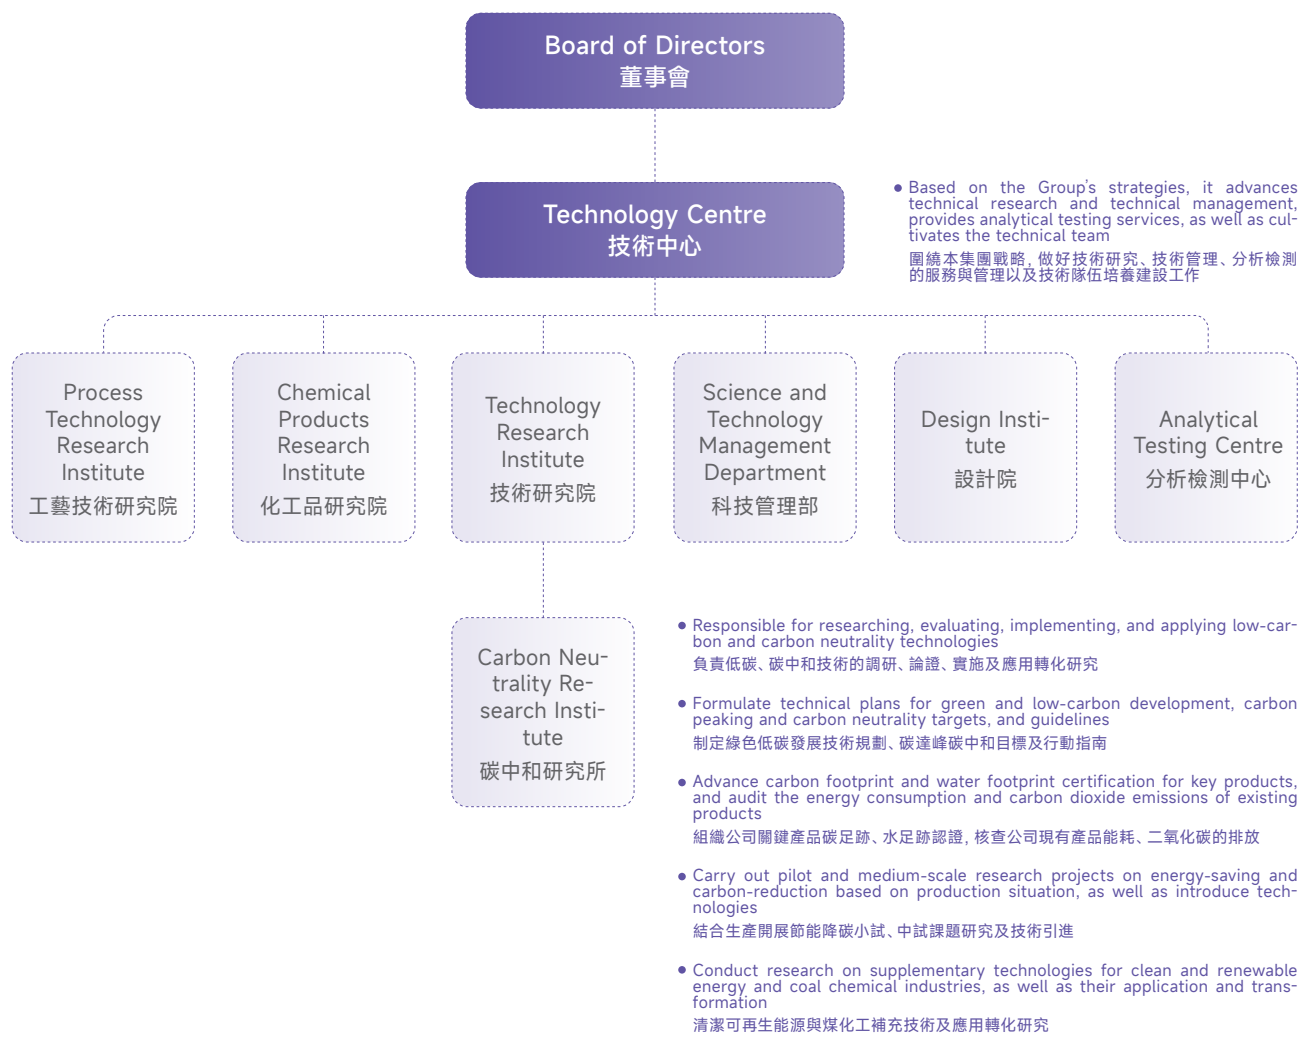 Board of Directors
董事會
Technology Centre
技術中心
● Based on the Group's strategies, it advances
technical research and technical management,
provides analytical testing services, as well as cul-
tivates the technical team
圍繞本集團戰略, 做好技術研究、技術管理、分析檢測
的服務與管理以及技術隊伍培養建設工作
Process
Technology
Research
Institute
工藝技術研究院
Chemical
Products
Research
Institute
化工品研究院
Technology
Research
Institute
技術研究院
Science and
Technology
Management
Department
科技管理部
Design Insti-
tute
設計院
Analytical
Testing Centre
分析檢測中心
Carbon Neu-
trality Re-
search Insti-
tute
碳中和研究所
● Responsible for researching, evaluating, implementing, and applying low-car-
bon and carbon neutrality technologies
負責低碳、碳中和技術的調研、論證、實施及應用轉化研究
● Formulate technical plans for green and low-carbon development, carbon
peaking and carbon neutrality targets, and guidelines
制定綠色低碳發展技術規劃、碳達峰碳中和目標及行動指南
● Advance carbon footprint and water footprint certification for key products,
and audit the energy consumption and carbon dioxide emissions of existing
products
組織公司關鍵產品碳足跡、水足跡認證, 核查公司現有產品能耗、二氧化碳的排放
● Carry out pilot and medium-scale research projects on energy-saving and
carbon-reduction based on production situation, as well as introduce tech-
nologies
結合生產開展節能降碳小試、中試課題研究及技術引進
● Conduct research on supplementary technologies for clean and renewable
energy and coal chemical industries, as well as their application and trans-
formation
清潔可再生能源與煤化工補充技術及應用轉化研究